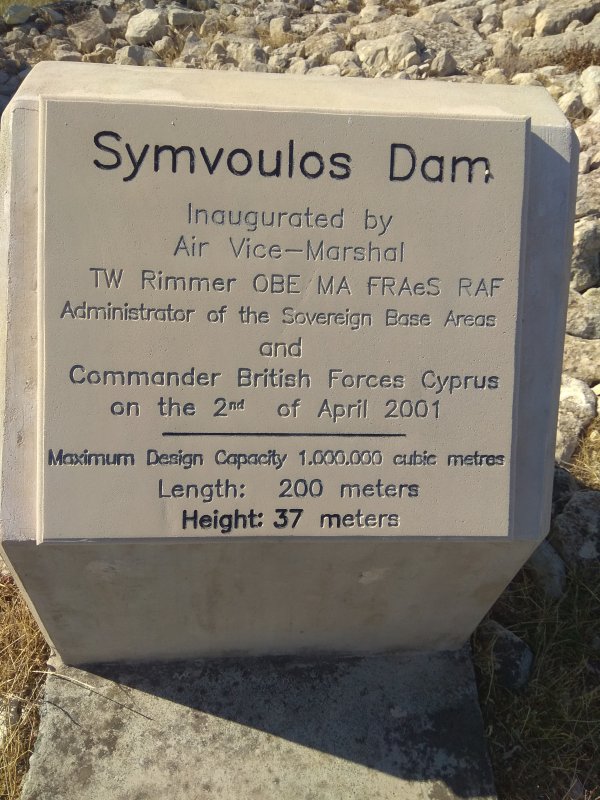 Symvoulos Dam
Inaugurated by
Air Vice-Marshal
TW Rimmer OBE MA FRAeS RAF
Administrator of the Sovereign Base Areas
and
Commander British Forces Cyprus
on the 2nd of April 2001
Maximum Design Capacity 1.000.000 cubic metres
Length: 200 meters
Height: 37 meters